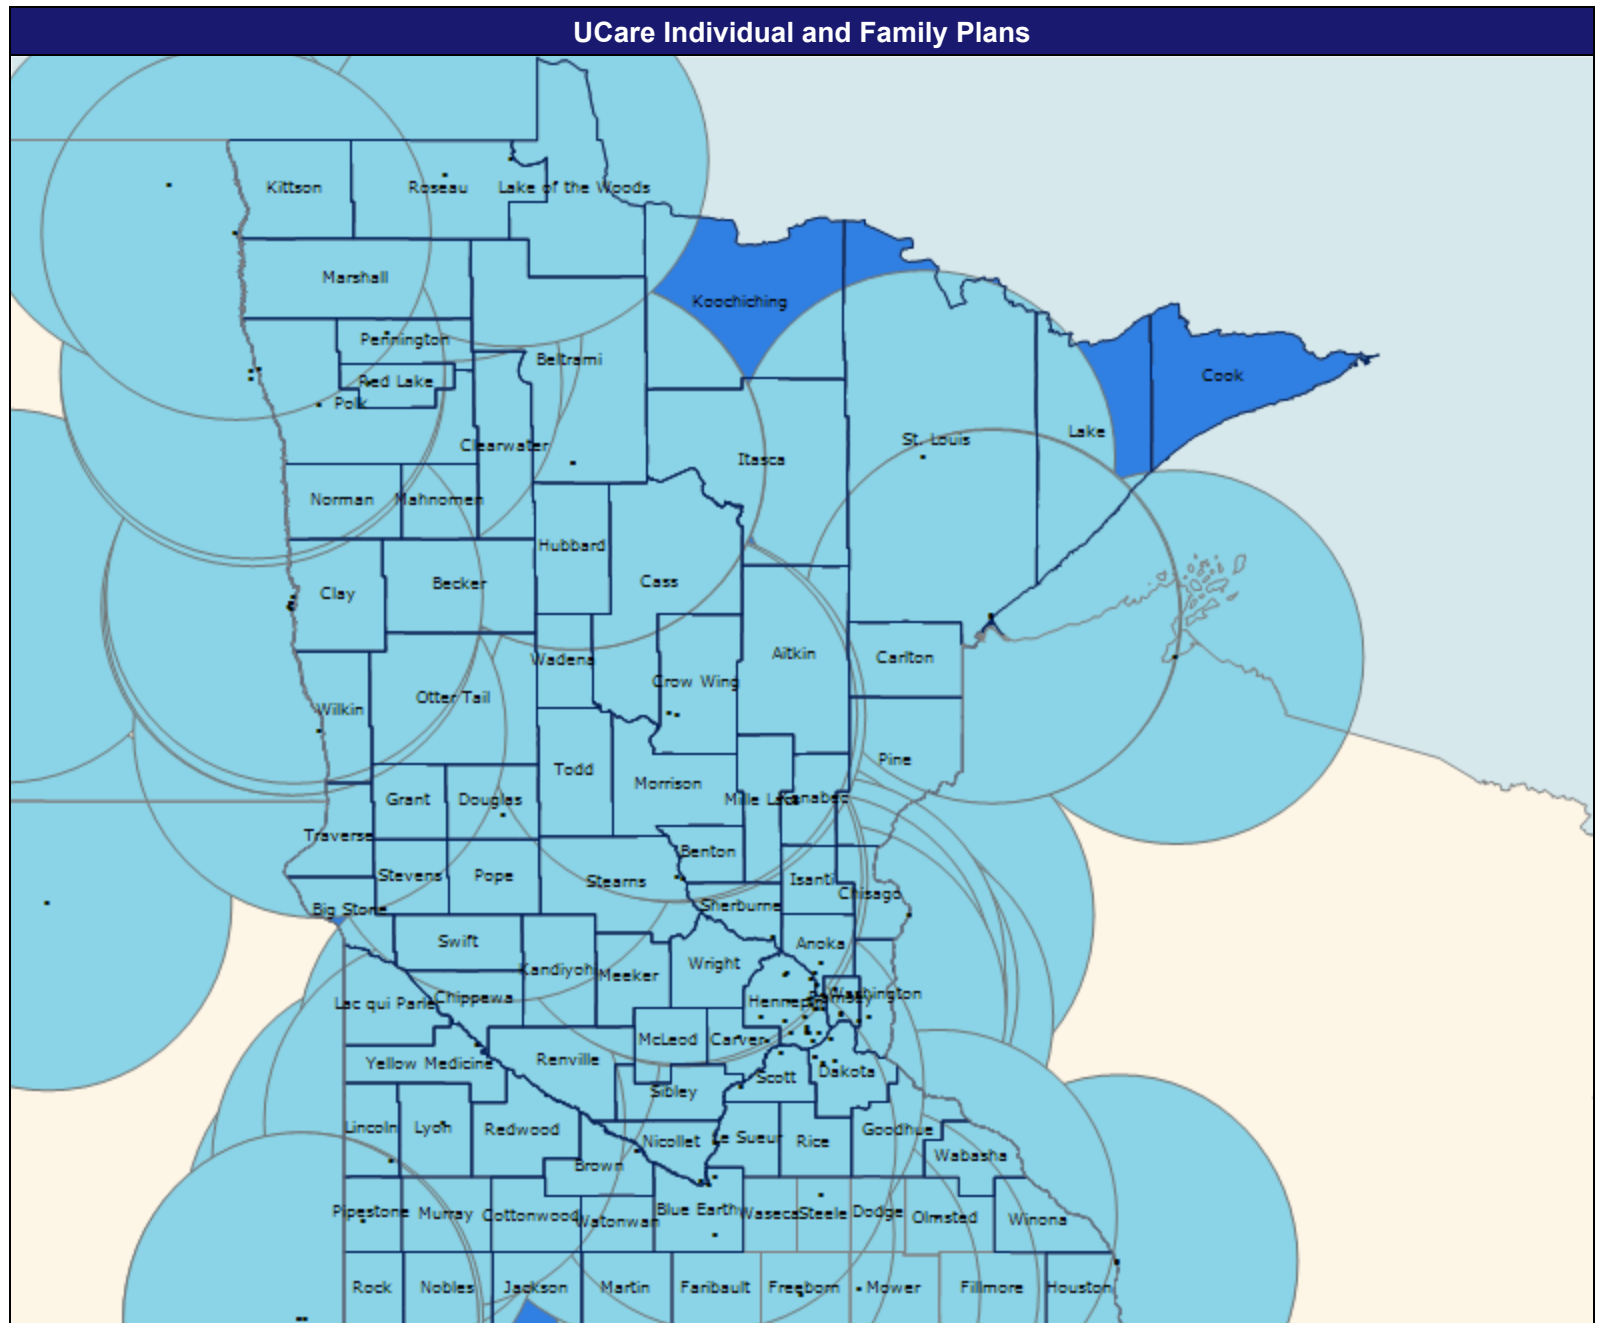 UCare Individual and Family Plans
Kittson
Roseau
Lake of the Woods
Marshall
Koochiching
Pennington
Beltrami
Red Lake
Cook
Polk
Clearwater
St. Louis
Lake
Itasca
Norman
Mahnomen
Hubbard
Becker
Cass
Clay
Wadena
Aitkin
Carlton
Otter Tail
Crow Wing
Wilkin
Pine
Todd
Morrison
Grant
Douglas
Mille Lacs
Kanabec
Traverse
Benton
Stevens
Pope
Stearns
Isanti
Chisago
Big Stone
Sherburne
Swift
Anoka
Kandiyohi
Meeker
Wright
Lac qui Parle
Chippewa
Hennepin
Ramsey
Washington
McLeod
Carver
Yellow Medicine
Renville
Scott
Dakota
Sibley
Lincoln
Lyon
Redwood
Nicollet
Le Sueur
Rice
Goodhue
Wabasha
Brown
Pipestone
Murray
Cottonwood
Watonwan
Blue Earth
Waseca
Steele
Dodge
Olmsted
Winona
Rock
Nobles
Jackson
Martin
Faribault
Freeborn
Mower
Fillmore
Houston